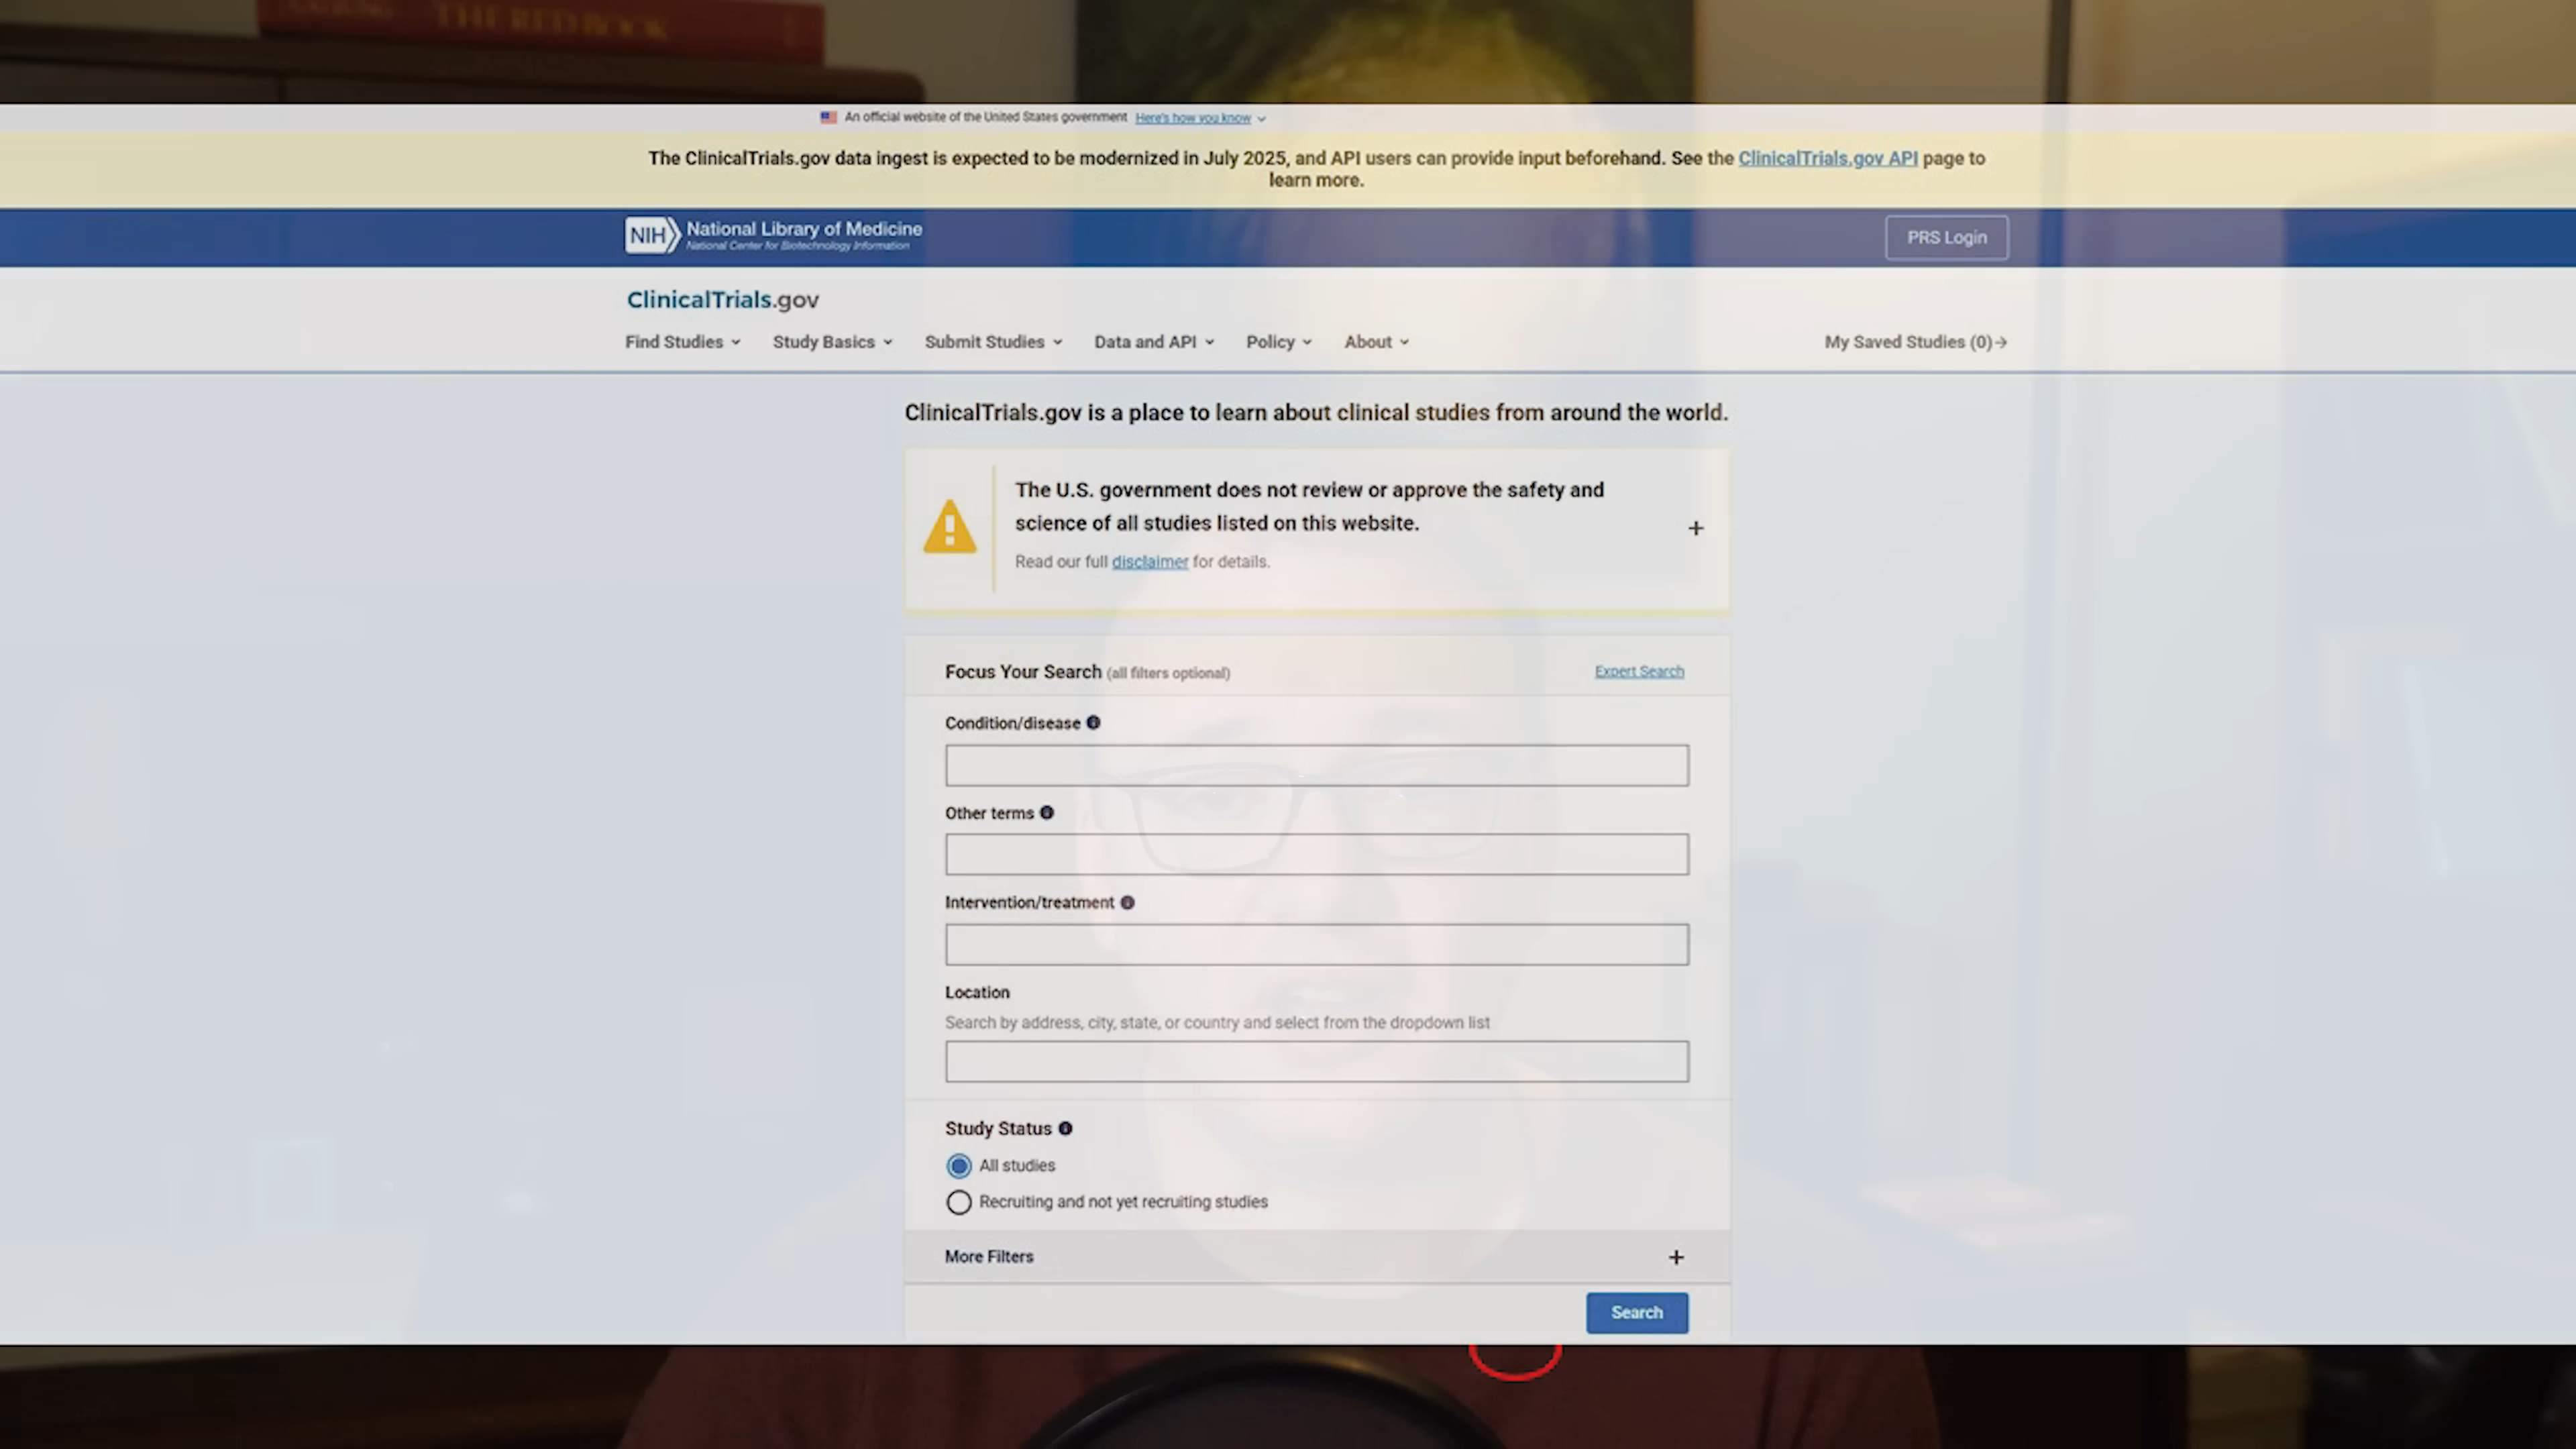 THE RED BOOK
An official website of the United States government Here's how you know
The ClinicalTrials.gov data ingest is expected to be modernized in July 2025, and API users can provide input beforehand. See the ClinicalTrials.gov API page to
learn more.
NIH National Library of Medicine
National Center for Biotechnology Information
PRS Login
ClinicalTrials.gov
Find Studies Study Basics Submit Studies Data and API Policy About My Saved Studies (0)→
ClinicalTrials.gov is a place to learn about clinical studies from around the world.
The U.S. government does not review or approve the safety and
science of all studies listed on this website.
Read our full disclaimer for details.
Focus Your Search (all filters optional) Expert Search
Condition/disease
Other terms
Intervention/treatment
Location
Search by address, city, state, or country and select from the dropdown list
Study Status
All studies
Recruiting and not yet recruiting studies
More Filters
Search